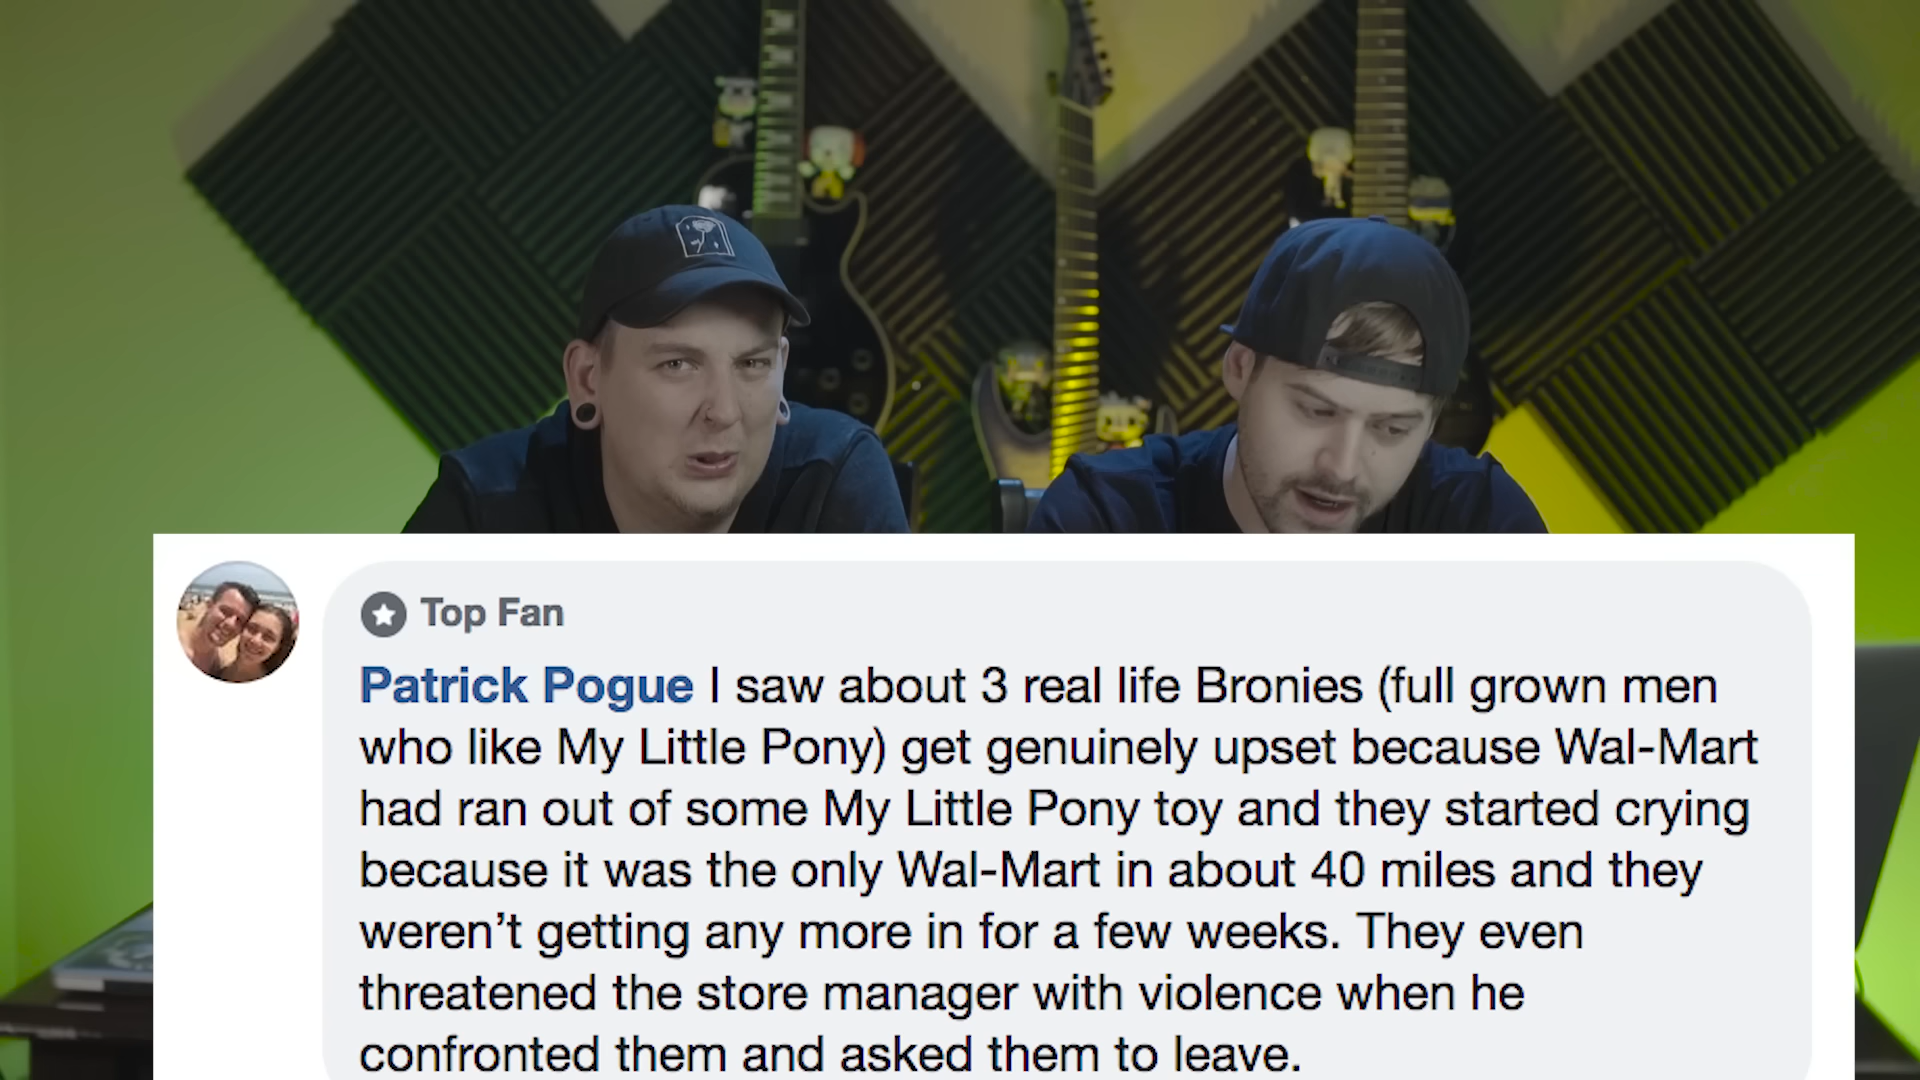 Top Fan
Patrick Pogue I saw about 3 real life Bronies (full grown men
who like My Little Pony) get genuinely upset because Wal-Mart
had ran out of some My Little Pony toy and they started crying
because it was the only Wal-Mart in about 40 miles and they
weren’t getting any more in for a few weeks. They even
threatened the store manager with violence when he
confronted them and asked them to leave.